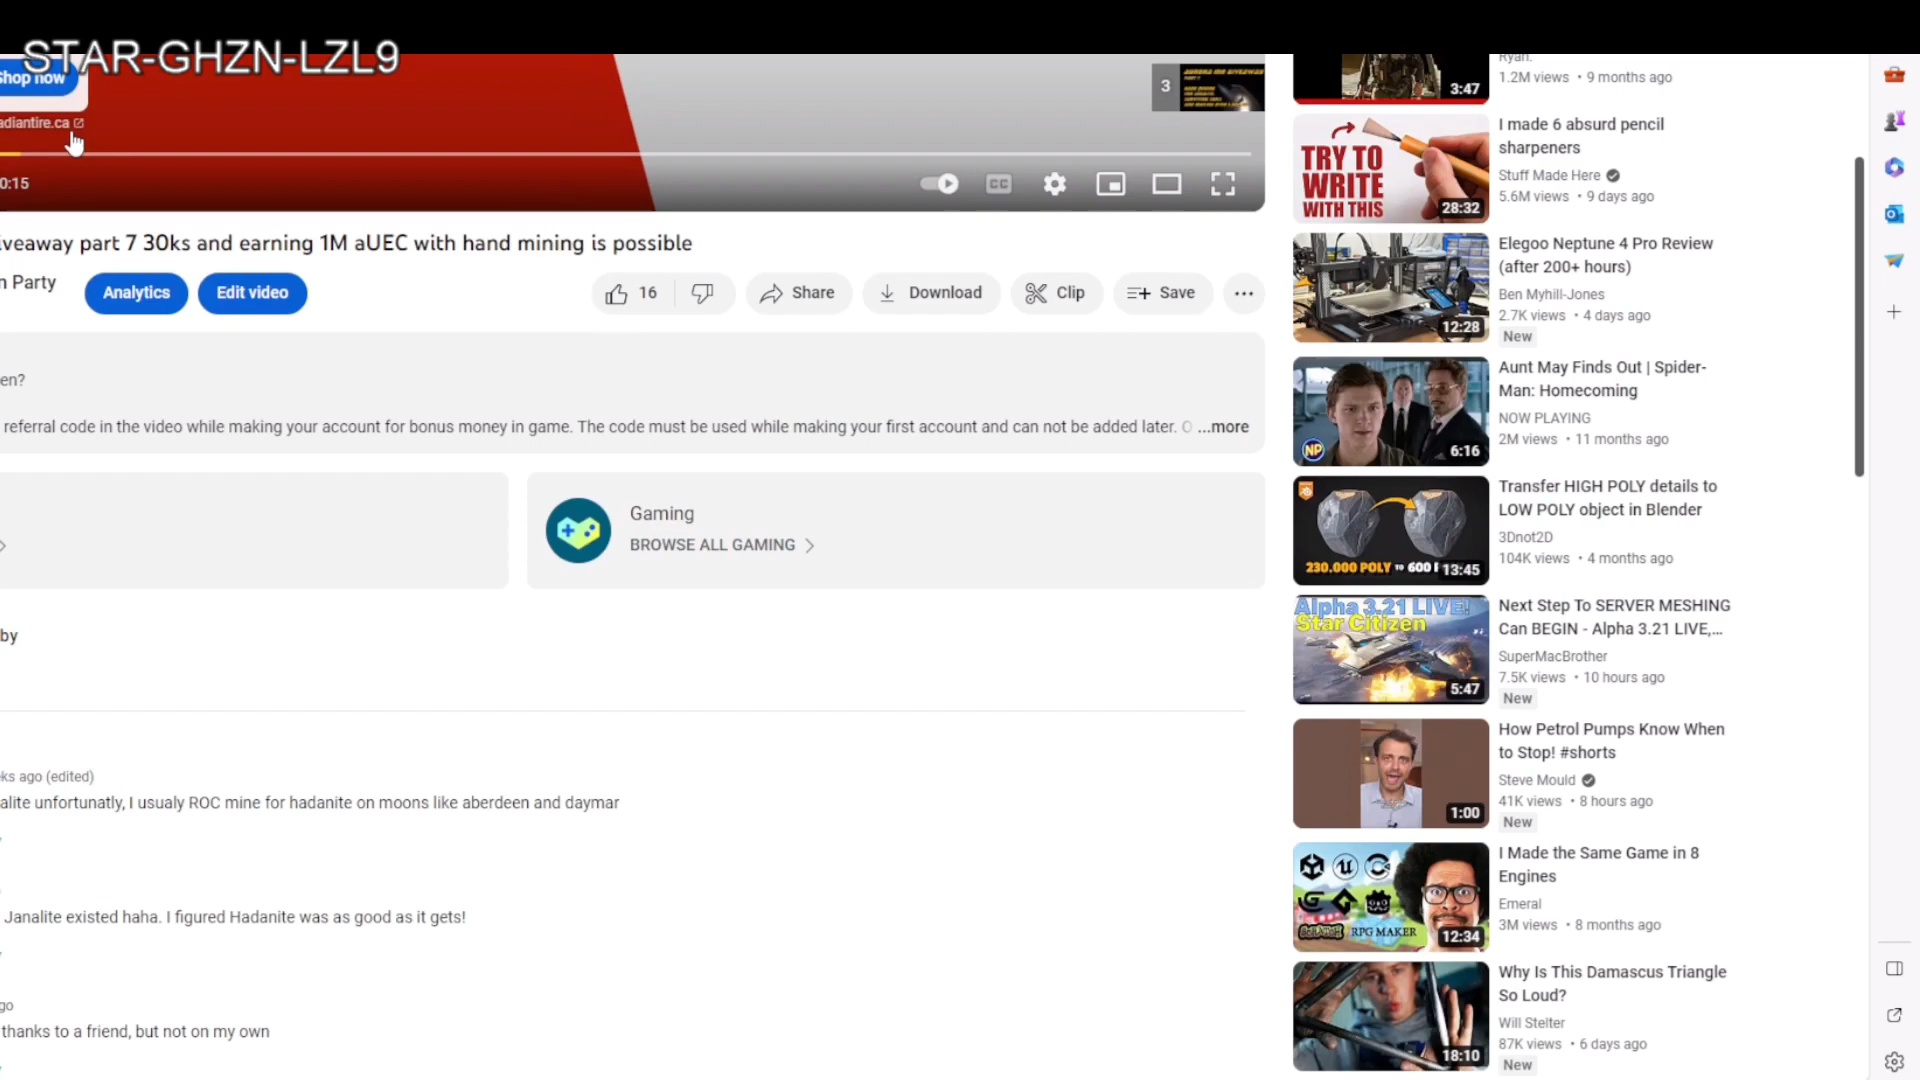 STAR-GHZN-LZL9
Shop now
adiantire.ca
0:15
3
CC
iveaway part 7 30ks and earning 1M aUEC with hand mining is possible
n Party
Analytics
Edit video
16
Share
Download
Clip
Save
en?
referral code in the video while making your account for bonus money in game. The code must be used while making your first account and can not be added later. O ...more
Gaming
BROWSE ALL GAMING
by
ks ago (edited)
alite unfortunatly, I usualy ROC mine for hadanite on moons like aberdeen and daymar
Janalite existed haha. I figured Hadanite was as good as it gets!
go
thanks to a friend, but not on my own
Ryan.
1.2M views • 9 months ago
3:47
I made 6 absurd pencil
sharpeners
Stuff Made Here
5.6M views • 9 days ago
TRY TO
WRITE
WITH THIS
28:32
Elegoo Neptune 4 Pro Review
(after 200+ hours)
Ben Myhill-Jones
2.7K views • 4 days ago
New
12:28
Aunt May Finds Out | Spider-
Man: Homecoming
NOW PLAYING
2M views • 11 months ago
NP
6:16
Transfer HIGH POLY details to
LOW POLY object in Blender
3Dnot2D
104K views • 4 months ago
230.000 POLY TO 600
13:45
Alpha 3.21 LIVE!
Star Citizen
5:47
Next Step To SERVER MESHING
Can BEGIN - Alpha 3.21 LIVE,...
SuperMacBrother
7.5K views • 10 hours ago
New
How Petrol Pumps Know When
to Stop! #shorts
Steve Mould
41K views • 8 hours ago
New
1:00
I Made the Same Game in 8
Engines
Emeral
3M views • 8 months ago
SCRATCH RPG MAKER
12:34
Why Is This Damascus Triangle
So Loud?
Will Stelter
87K views • 6 days ago
New
18:10